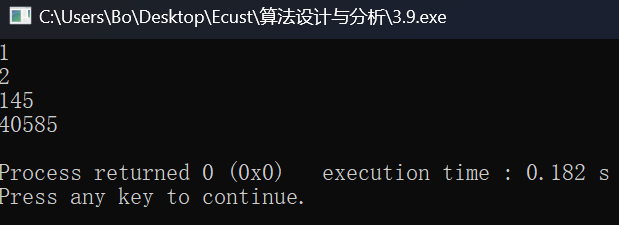 C:\Users\Bo\Desktop\Ecust\算法设计与分析\3.9.exe
1
2
145
40585
Process returned 0 (0x0)   execution time : 0.182 s
Press any key to continue.